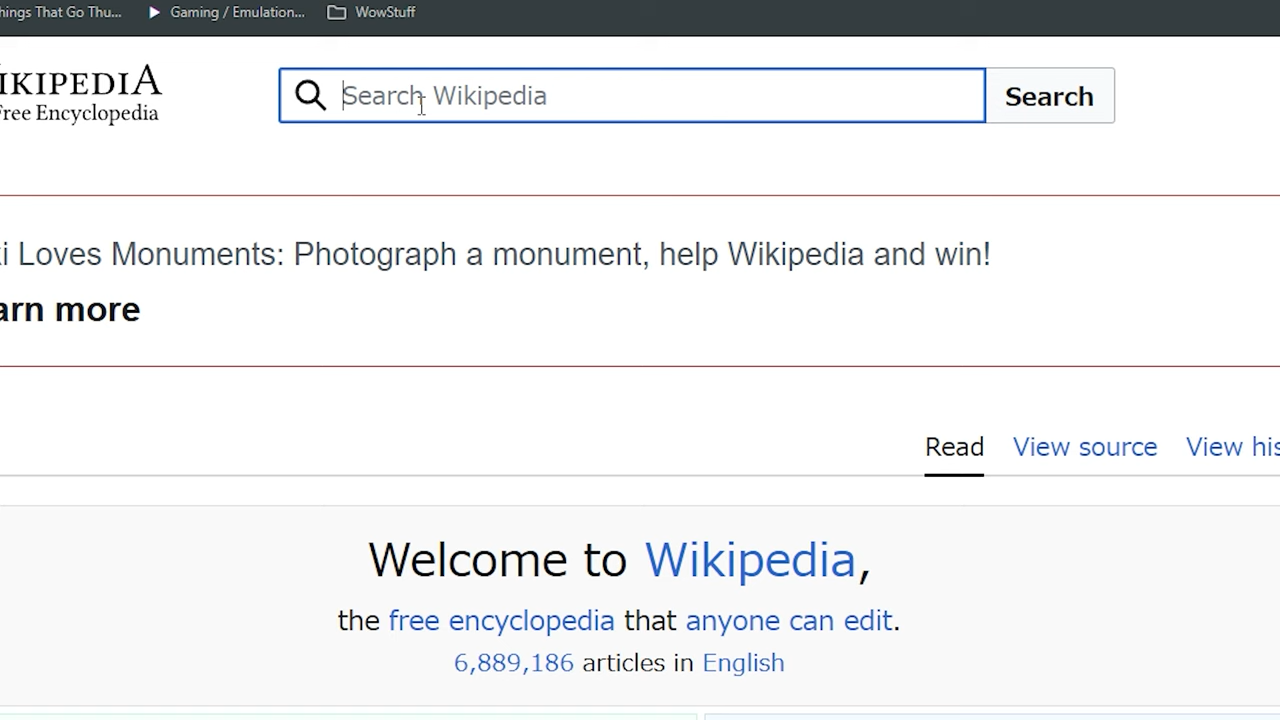 hings That Go Thu... Gaming / Emulation... WowStuff
IKIPEDIA
Free Encyclopedia
Search Wikipedia
Search
i Loves Monuments: Photograph a monument, help Wikipedia and win!
arn more
Read View source View his
Welcome to Wikipedia,
the free encyclopedia that anyone can edit.
6,889,186 articles in English